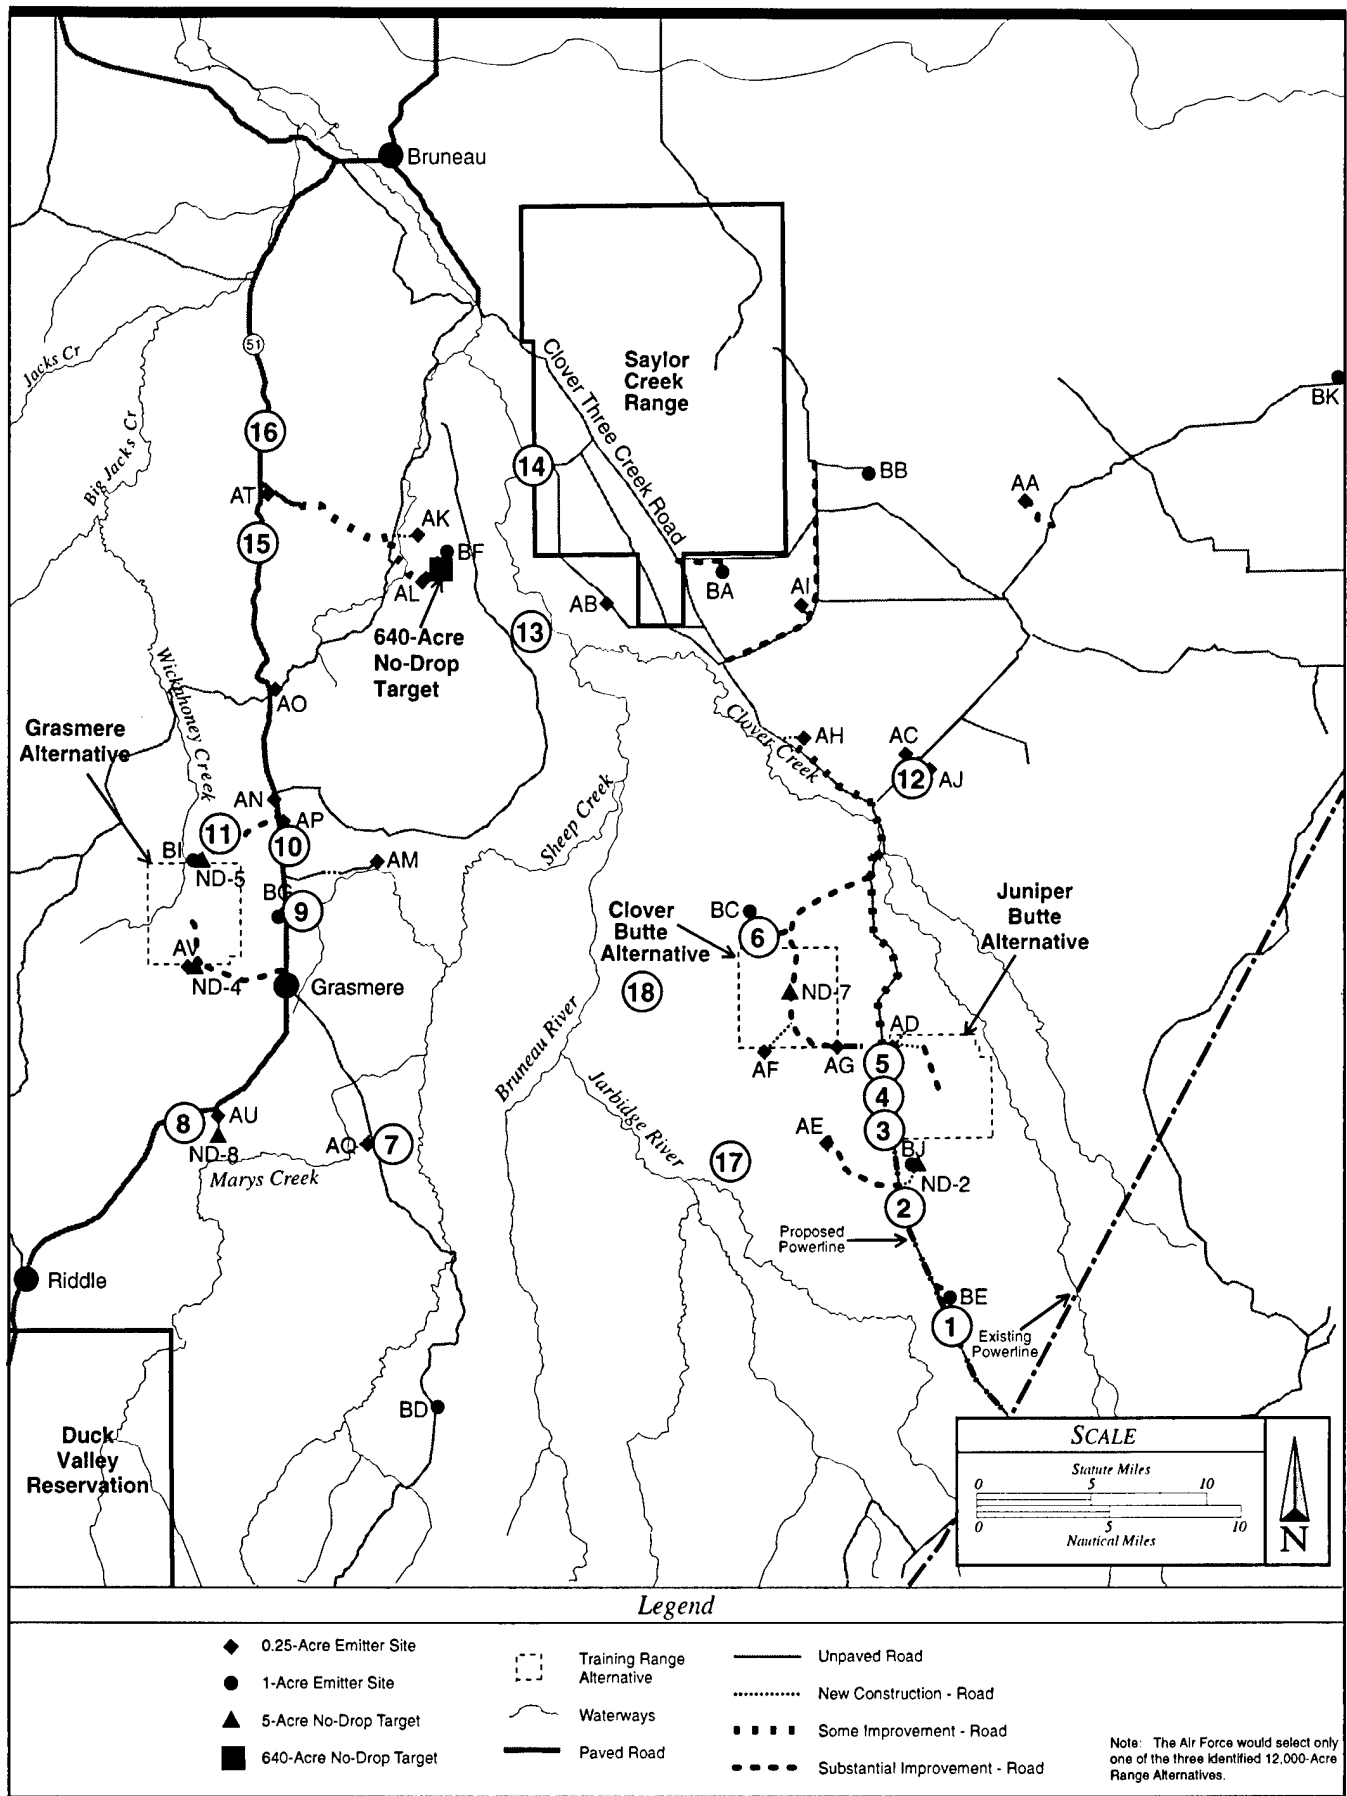 Bruneau
Jacks Cr
51
Saylor
Creek
Range
Clover Three Creek Road
BK
Big Jacks Cr
16
14
BB
AA
AT
AK
15
BF
AL
BA
AI
AB
640-Acre
No-Drop
Target
13
Wickahoney Creek
AO
Grasmere
Alternative
Clover Creek
AH
AC
12
AJ
AN
AP
11
10
Sheep Creek
BI
ND-5
AM
BG
9
Clover
Butte
Alternative
BC
6
Juniper
Butte
Alternative
AV
ND-4
Grasmere
18
ND-7
Bruneau River
AD
AF
AG
5
4
3
Jarbidge River
8
AU
ND-8
AQ
7
AE
BJ
ND-2
17
Marys Creek
2
Proposed
Powerline
Riddle
BE
1
Existing
Powerline
BD
Duck
Valley
Reservation
SCALE
Statute Miles
0 5 10
0 5 10
Nautical Miles
N
Legend
0.25-Acre Emitter Site
1-Acre Emitter Site
5-Acre No-Drop Target
640-Acre No-Drop Target
Training Range
Alternative
Waterways
Paved Road
Unpaved Road
New Construction - Road
Some Improvement - Road
Substantial Improvement - Road
Note: The Air Force would select only
one of the three identified 12,000-Acre
Range Alternatives.